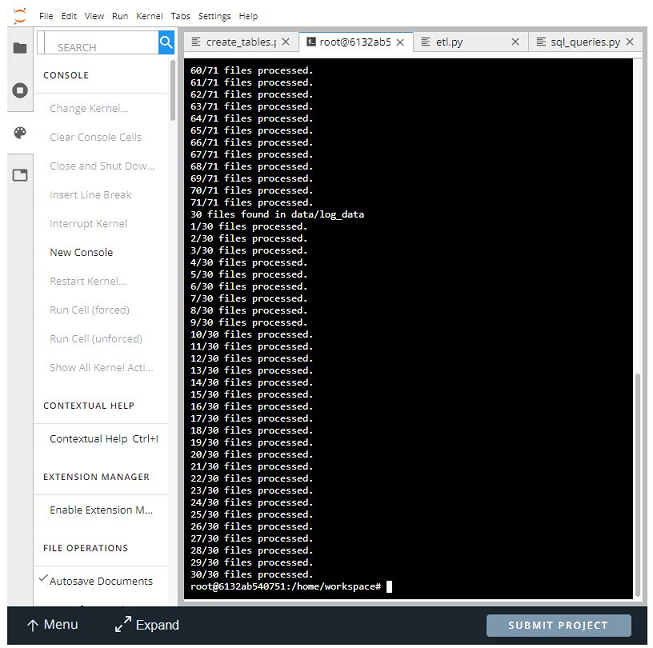 File Edit View Run Kernel Tabs Settings Help
SEARCH
CONSOLE
Change Kernel...
Clear Console Cells
Close and Shut Dow...
Insert Line Break
Interrupt Kernel
New Console
Restart Kernel...
Run Cell (forced)
Run Cell (unforced)
Show All Kernel Acti...
CONTEXTUAL HELP
Contextual Help Ctrl+I
EXTENSION MANAGER
Enable Extension M...
FILE OPERATIONS
Autosave Documents
create_tables.p
root@6132ab5
etl.py
sql_queries.py
60/71 files processed.
61/71 files processed.
62/71 files processed.
63/71 files processed.
64/71 files processed.
65/71 files processed.
66/71 files processed.
67/71 files processed.
68/71 files processed.
69/71 files processed.
70/71 files processed.
71/71 files processed.
30 files found in data/log_data
1/30 files processed.
2/30 files processed.
3/30 files processed.
4/30 files processed.
5/30 files processed.
6/30 files processed.
7/30 files processed.
8/30 files processed.
9/30 files processed.
10/30 files processed.
11/30 files processed.
12/30 files processed.
13/30 files processed.
14/30 files processed.
15/30 files processed.
16/30 files processed.
17/30 files processed.
18/30 files processed.
19/30 files processed.
20/30 files processed.
21/30 files processed.
22/30 files processed.
23/30 files processed.
24/30 files processed.
25/30 files processed.
26/30 files processed.
27/30 files processed.
28/30 files processed.
29/30 files processed.
30/30 files processed.
root@6132ab540751:/home/workspace#
Menu
Expand
SUBMIT PROJECT